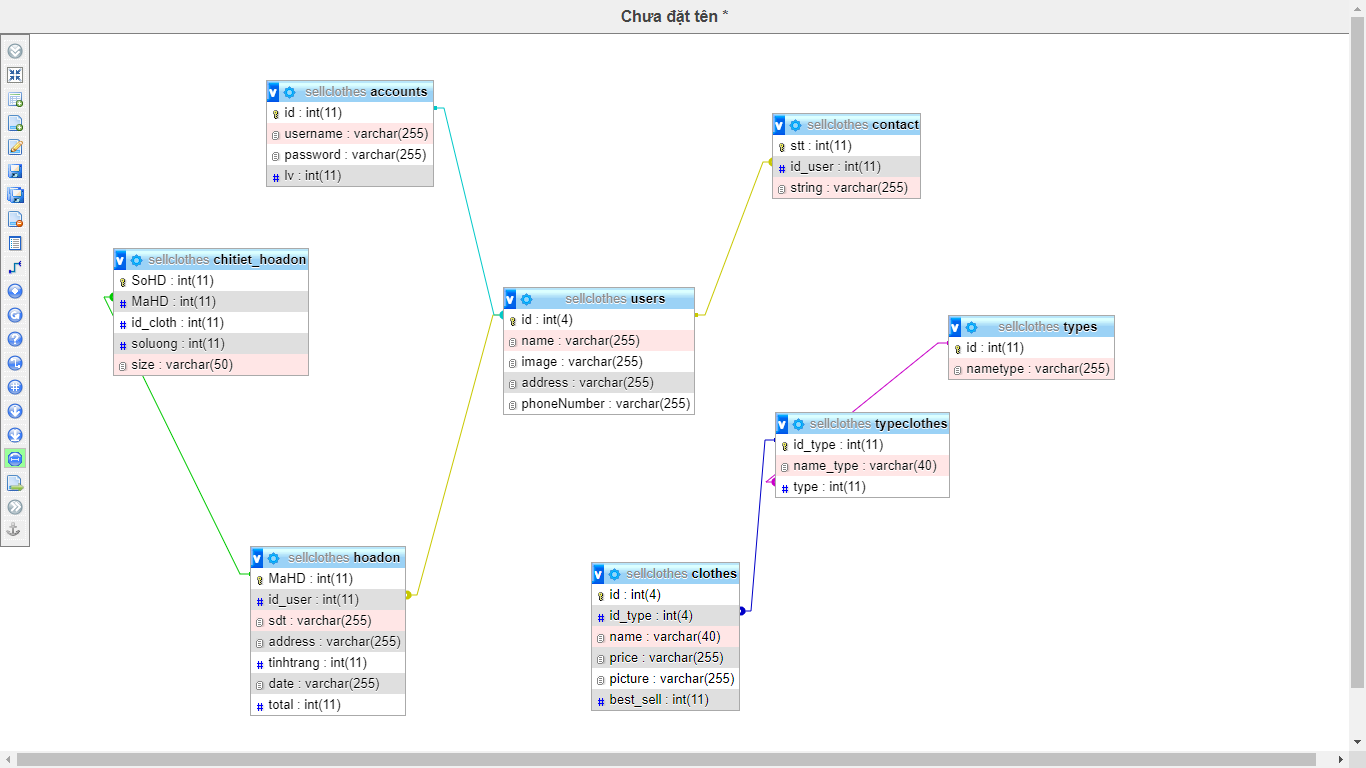 Chưa đặt tên *
sellclothes accounts
id : int(11)
username : varchar(255)
password : varchar(255)
lv : int(11)
sellclothes contact
stt : int(11)
id_user : int(11)
string : varchar(255)
sellclothes chitiet_hoadon
SoHD : int(11)
MaHD : int(11)
id_cloth : int(11)
soluong : int(11)
size : varchar(50)
sellclothes users
id : int(4)
name : varchar(255)
image : varchar(255)
address : varchar(255)
phoneNumber : varchar(255)
sellclothes types
id : int(11)
nametype : varchar(255)
sellclothes typeclothes
id_type : int(11)
name_type : varchar(40)
type : int(11)
sellclothes hoadon
MaHD : int(11)
id_user : int(11)
sdt : varchar(255)
address : varchar(255)
tinhtrang : int(11)
date : varchar(255)
total : int(11)
sellclothes clothes
id : int(4)
id_type : int(4)
name : varchar(40)
price : varchar(255)
picture : varchar(255)
best_sell : int(11)